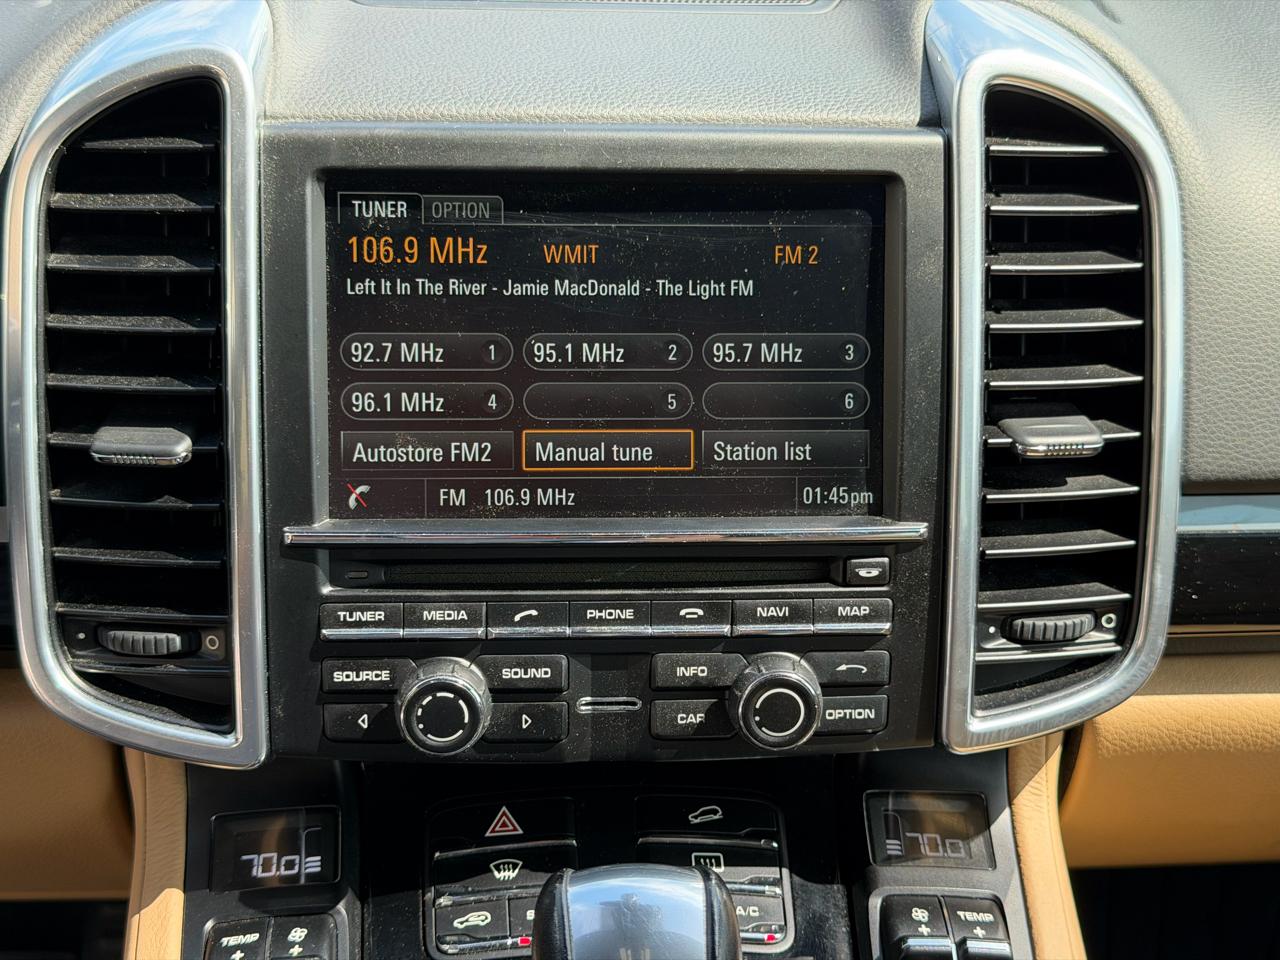 TUNER OPTION
106.9 MHz WMIT FM 2
Left It In The River - Jamie MacDonald - The Light FM
92.7 MHz 1 95.1 MHz 2 95.7 MHz 3
96.1 MHz 4 5 6
Autostore FM2 Manual tune Station list
FM 106.9 MHz 01:45pm
TUNER MEDIA PHONE NAVI MAP
SOURCE SOUND INFO
CAR OPTION
70.0 70.0
A/C
TEMP TEMP
+ + + +